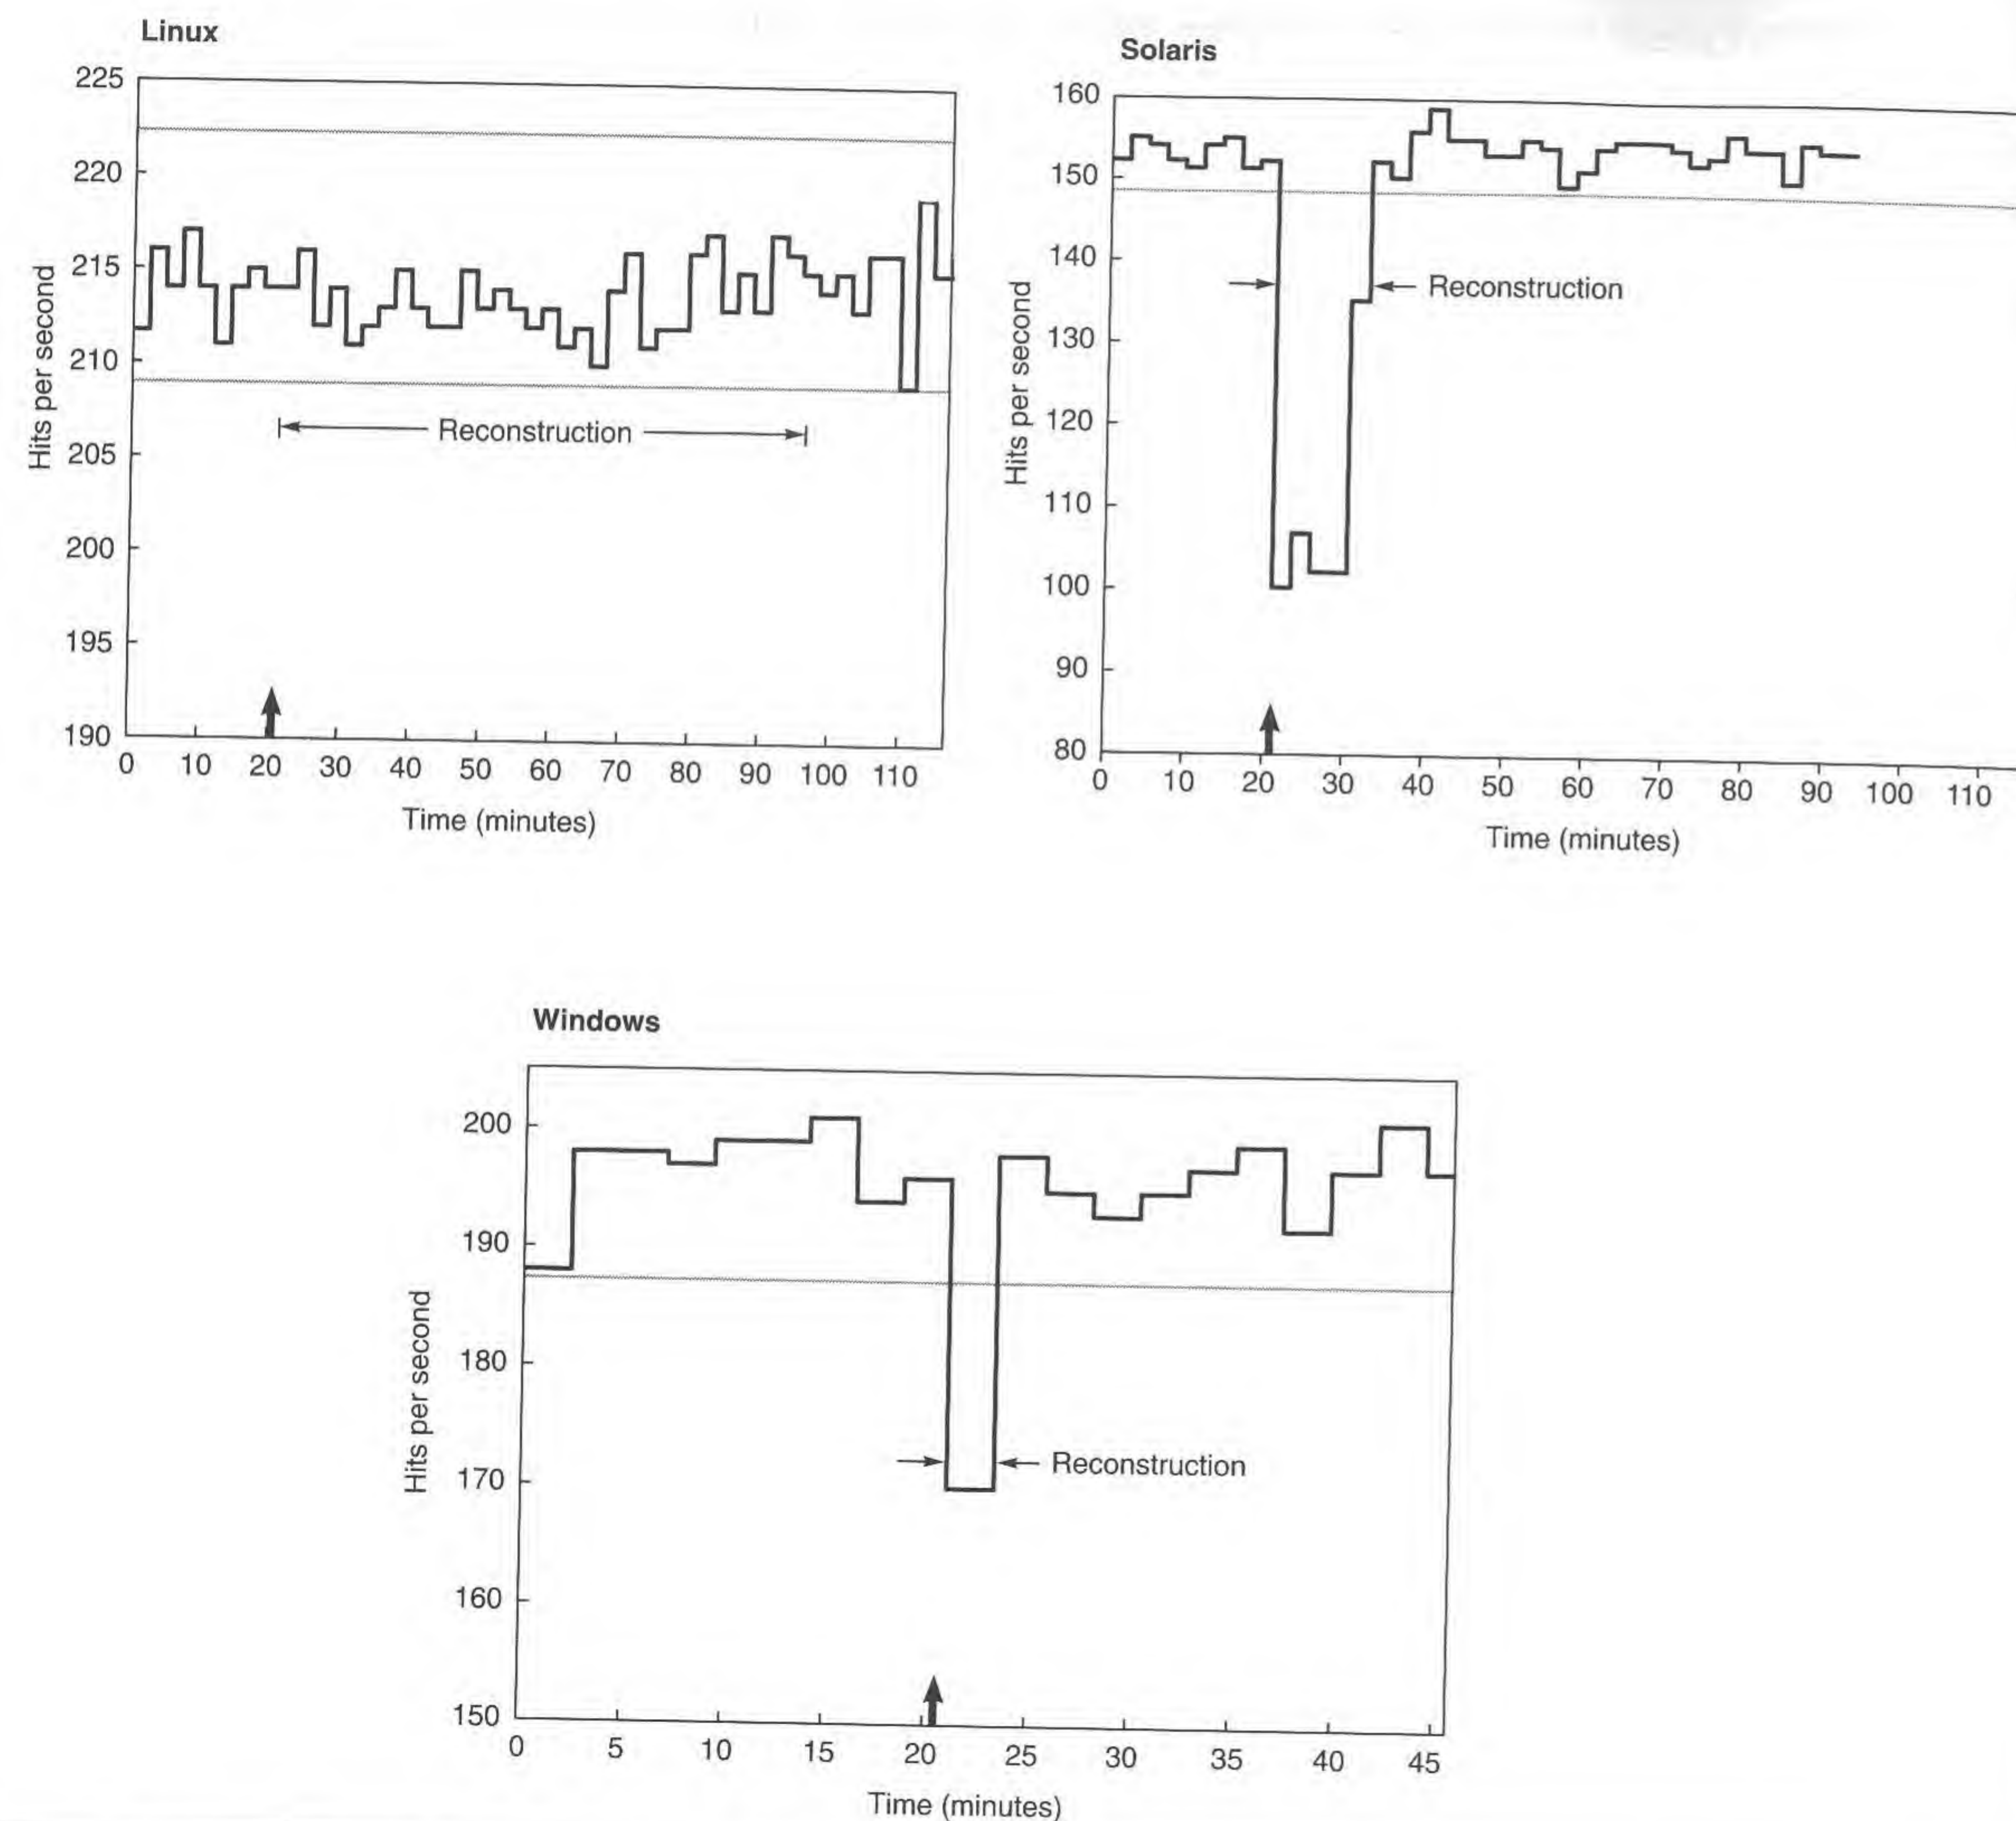 Linux
225
220
215
210
205
200
195
190
Hits per second
Reconstruction
0 10 20 30 40 50 60 70 80 90 100 110
Time (minutes)
Solaris
160
150
140
130
120
110
100
90
80
Hits per second
Reconstruction
0 10 20 30 40 50 60 70 80 90 100 110
Time (minutes)
Windows
200
190
180
170
160
150
Hits per second
Reconstruction
0 5 10 15 20 25 30 35 40 45
Time (minutes)